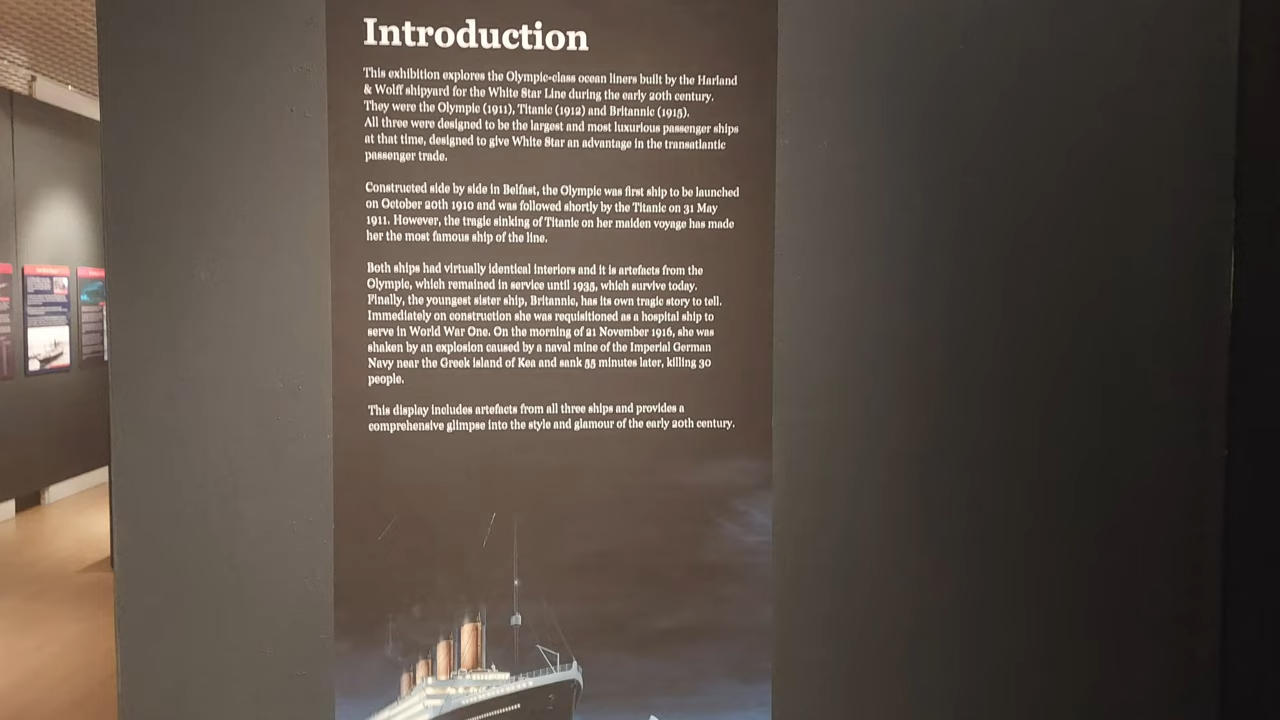 Introduction
This exhibition explores the Olympic-class ocean liners built by the Harland
& Wolff shipyard for the White Star Line during the early 20th century.
They were the Olympic (1911), Titanic (1912) and Britannic (1915).
All three were designed to be the largest and most luxurious passenger ships
at that time, designed to give White Star an advantage in the transatlantic
passenger trade.
Constructed side by side in Belfast, the Olympic was first ship to be launched
on October 20th 1910 and was followed shortly by the Titanic on 31 May
1911. However, the tragic sinking of Titanic on her maiden voyage has made
her the most famous ship of the line.
Both ships had virtually identical interiors and it is artefacts from the
Olympic, which remained in service until 1935, which survive today.
Finally, the youngest sister ship, Britannic, has its own tragic story to tell.
Immediately on construction she was requisitioned as a hospital ship to
serve in World War One. On the morning of 21 November 1916, she was
shaken by an explosion caused by a naval mine of the Imperial German
Navy near the Greek island of Kea and sank 55 minutes later, killing 30
people.
This display includes artefacts from all three ships and provides a
comprehensive glimpse into the style and glamour of the early 20th century.